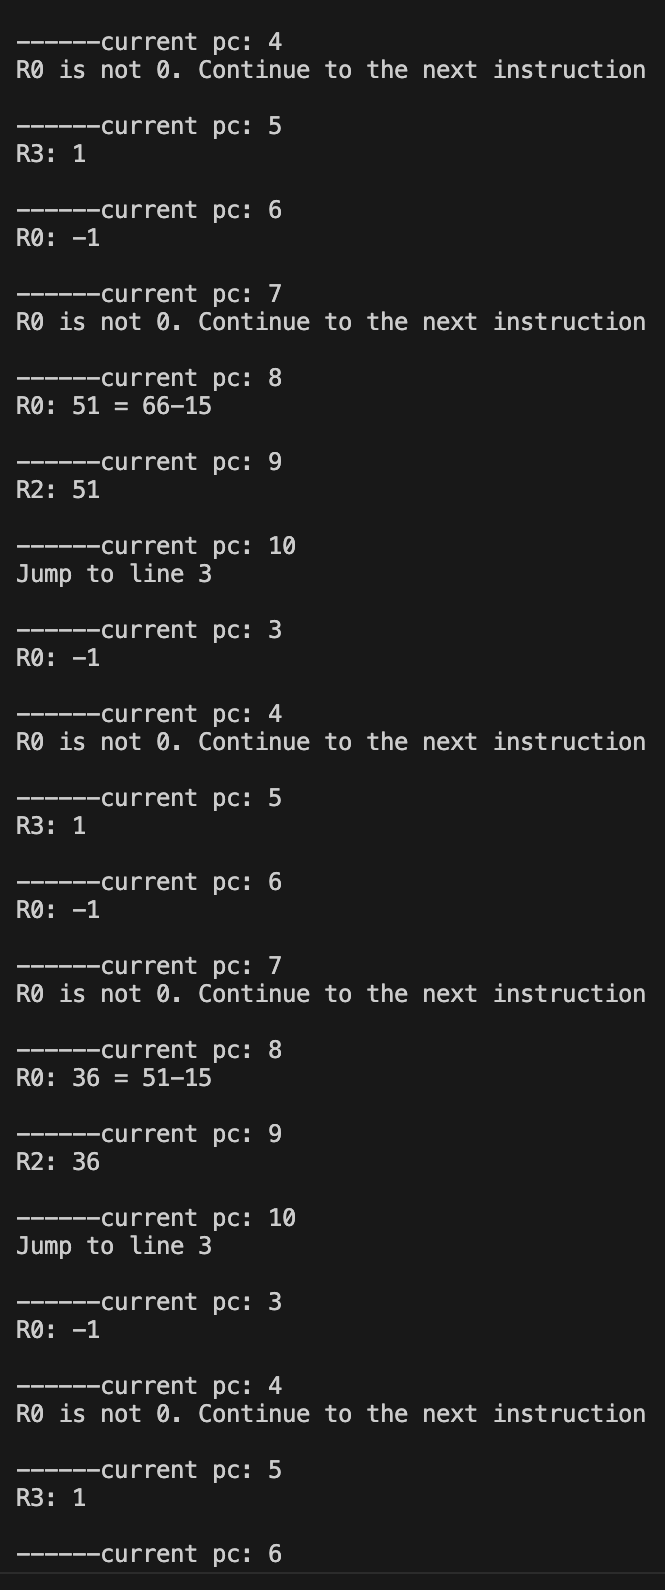 ------current pc: 4
R0 is not 0. Continue to the next instruction
------current pc: 5
R3: 1
------current pc: 6
R0: -1
------current pc: 7
R0 is not 0. Continue to the next instruction
------current pc: 8
R0: 51 = 66-15
------current pc: 9
R2: 51
------current pc: 10
Jump to line 3
------current pc: 3
R0: -1
------current pc: 4
R0 is not 0. Continue to the next instruction
------current pc: 5
R3: 1
------current pc: 6
R0: -1
------current pc: 7
R0 is not 0. Continue to the next instruction
------current pc: 8
R0: 36 = 51-15
------current pc: 9
R2: 36
------current pc: 10
Jump to line 3
------current pc: 3
R0: -1
------current pc: 4
R0 is not 0. Continue to the next instruction
------current pc: 5
R3: 1
------current pc: 6